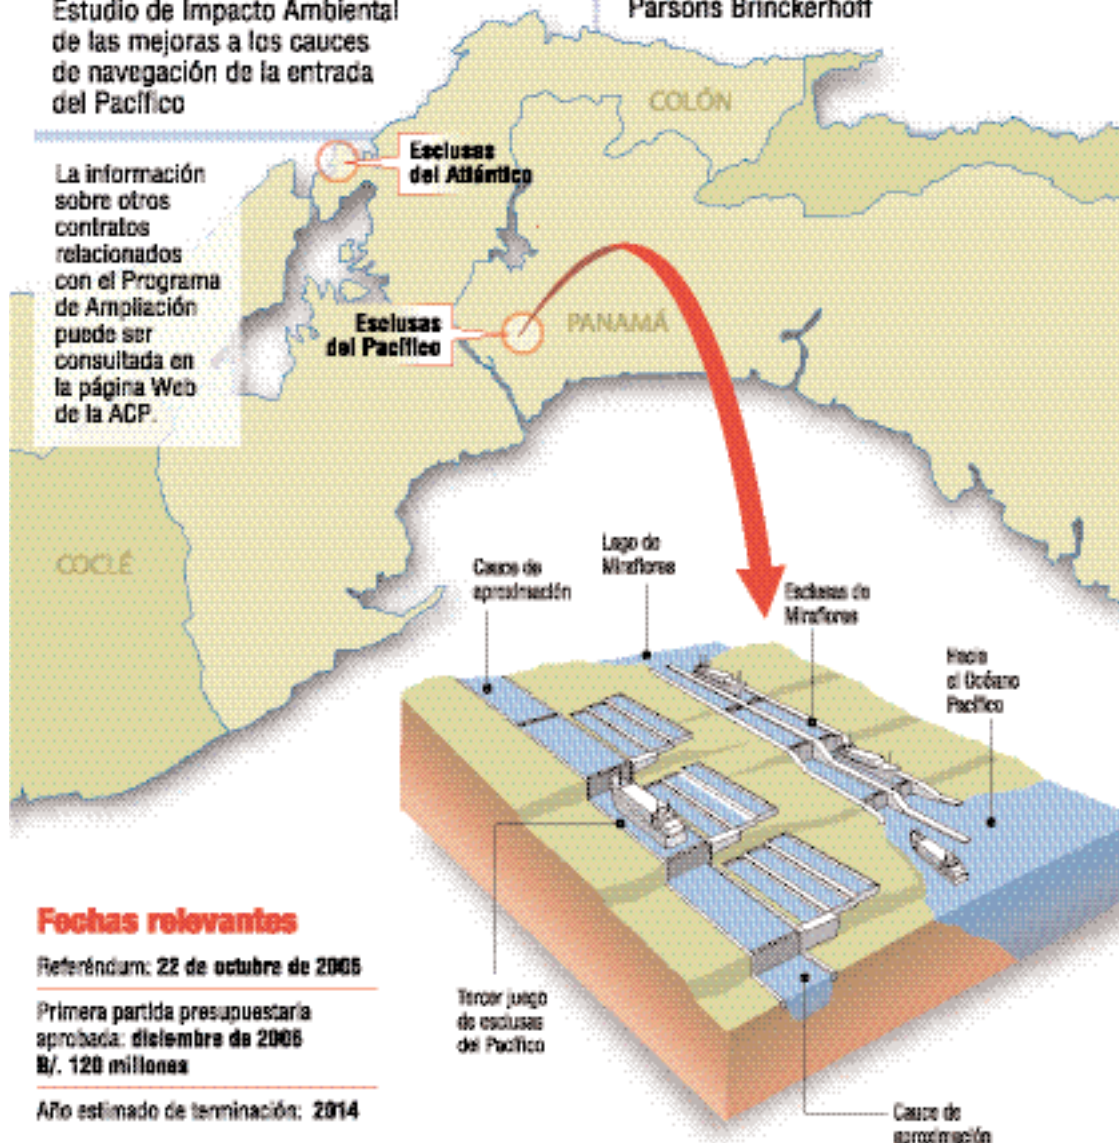 Estudio de Impacto Ambiental
de las mejoras a los cauces
de navegación de la entrada
del Pacífico
Parsons Brinckerhoff
La información
sobre otros
contratos
relacionados
con el Programa
de Ampliación
puede ser
consultada en
la página Web
de la ACP.
COLÓN
Esclusas
del Atlántico
Esclusas
del Pacífico
PANAMÁ
COCLÉ
Cauce de
aproximación
Lago de
Miraflores
Esclusas de
Miraflores
Hacia
el Océano
Pacífico
Tercer juego
de esclusas
del Pacífico
Cauce de
aproximación
Fechas relevantes
Referéndum: 22 de octubre de 2006
Primera partida presupuestaria
aprobada: diciembre de 2006
B/. 120 millones
Año estimado de terminación: 2014